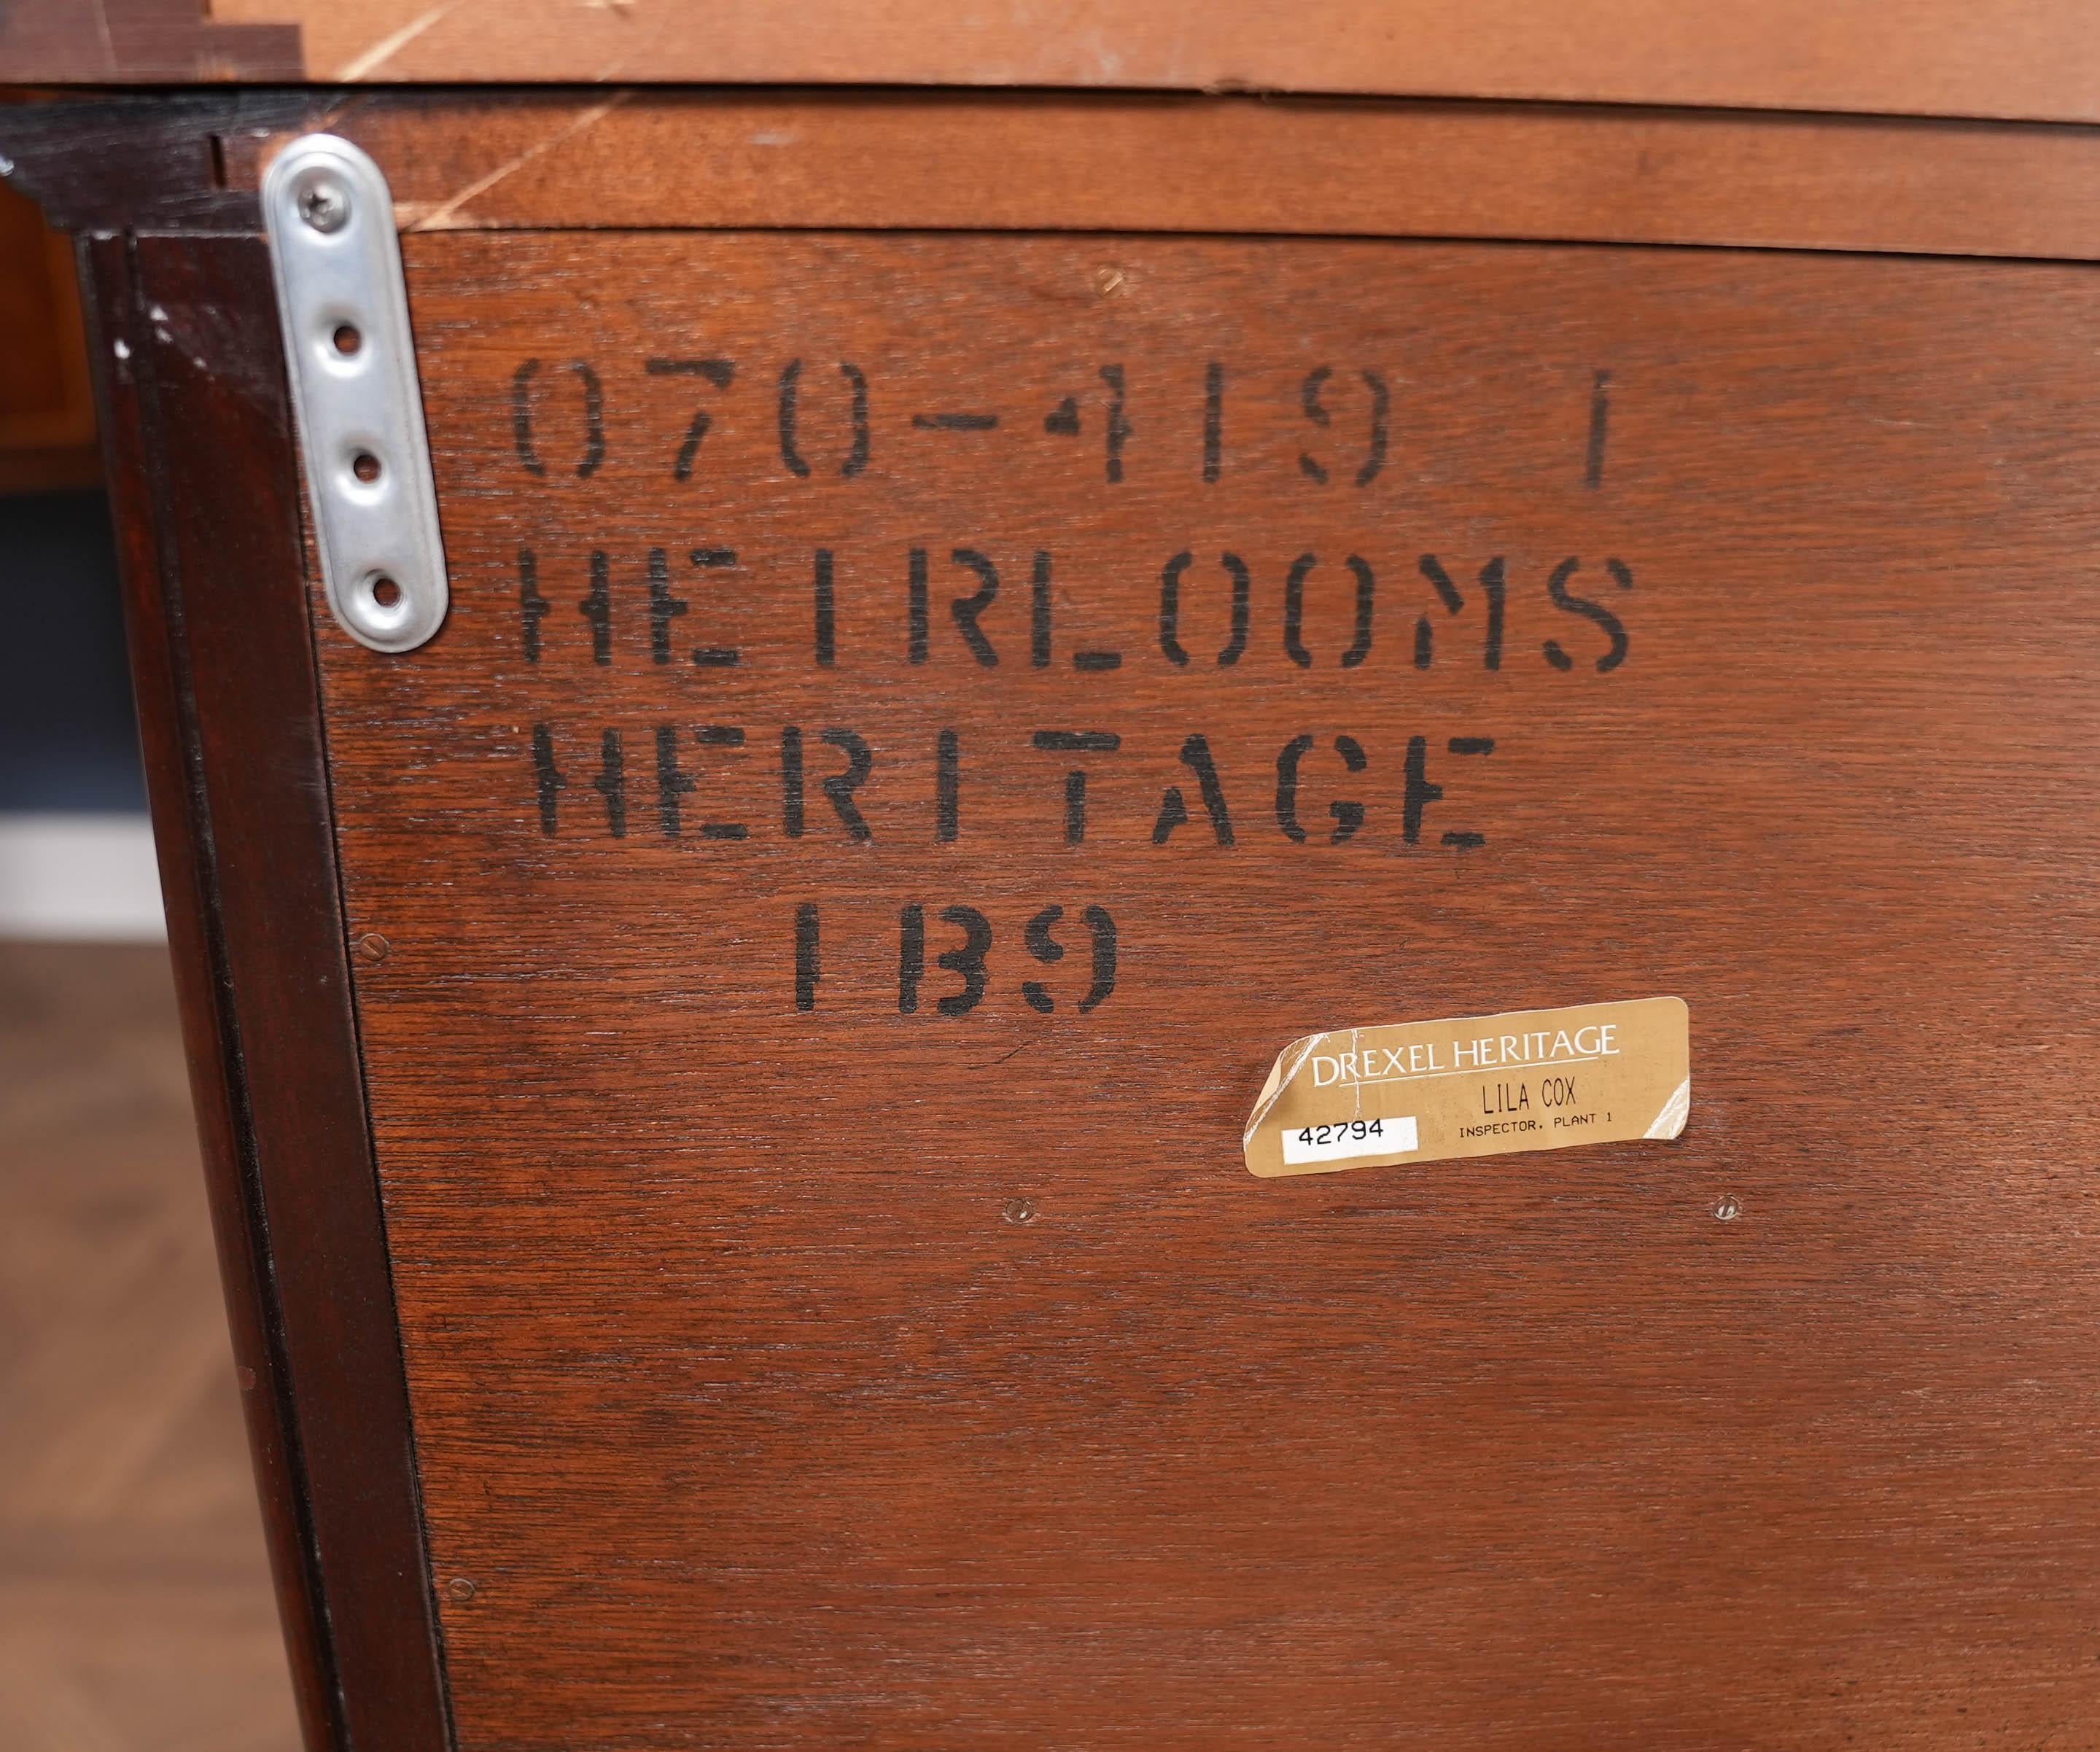 070-419 1
HEIRLOOMS
HERITAGE
1B9
DREXEL HERITAGE
LILA COX
42794 INSPECTOR, PLANT 1